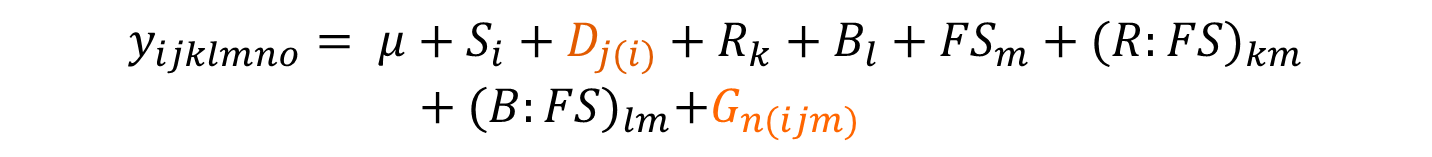 y_{ijklmno} = μ + S_i + D_{j(i)} + R_k + B_l + FS_m + (R:FS)_{km}
+ (B:FS)_{lm}+G_{n(ijm)}